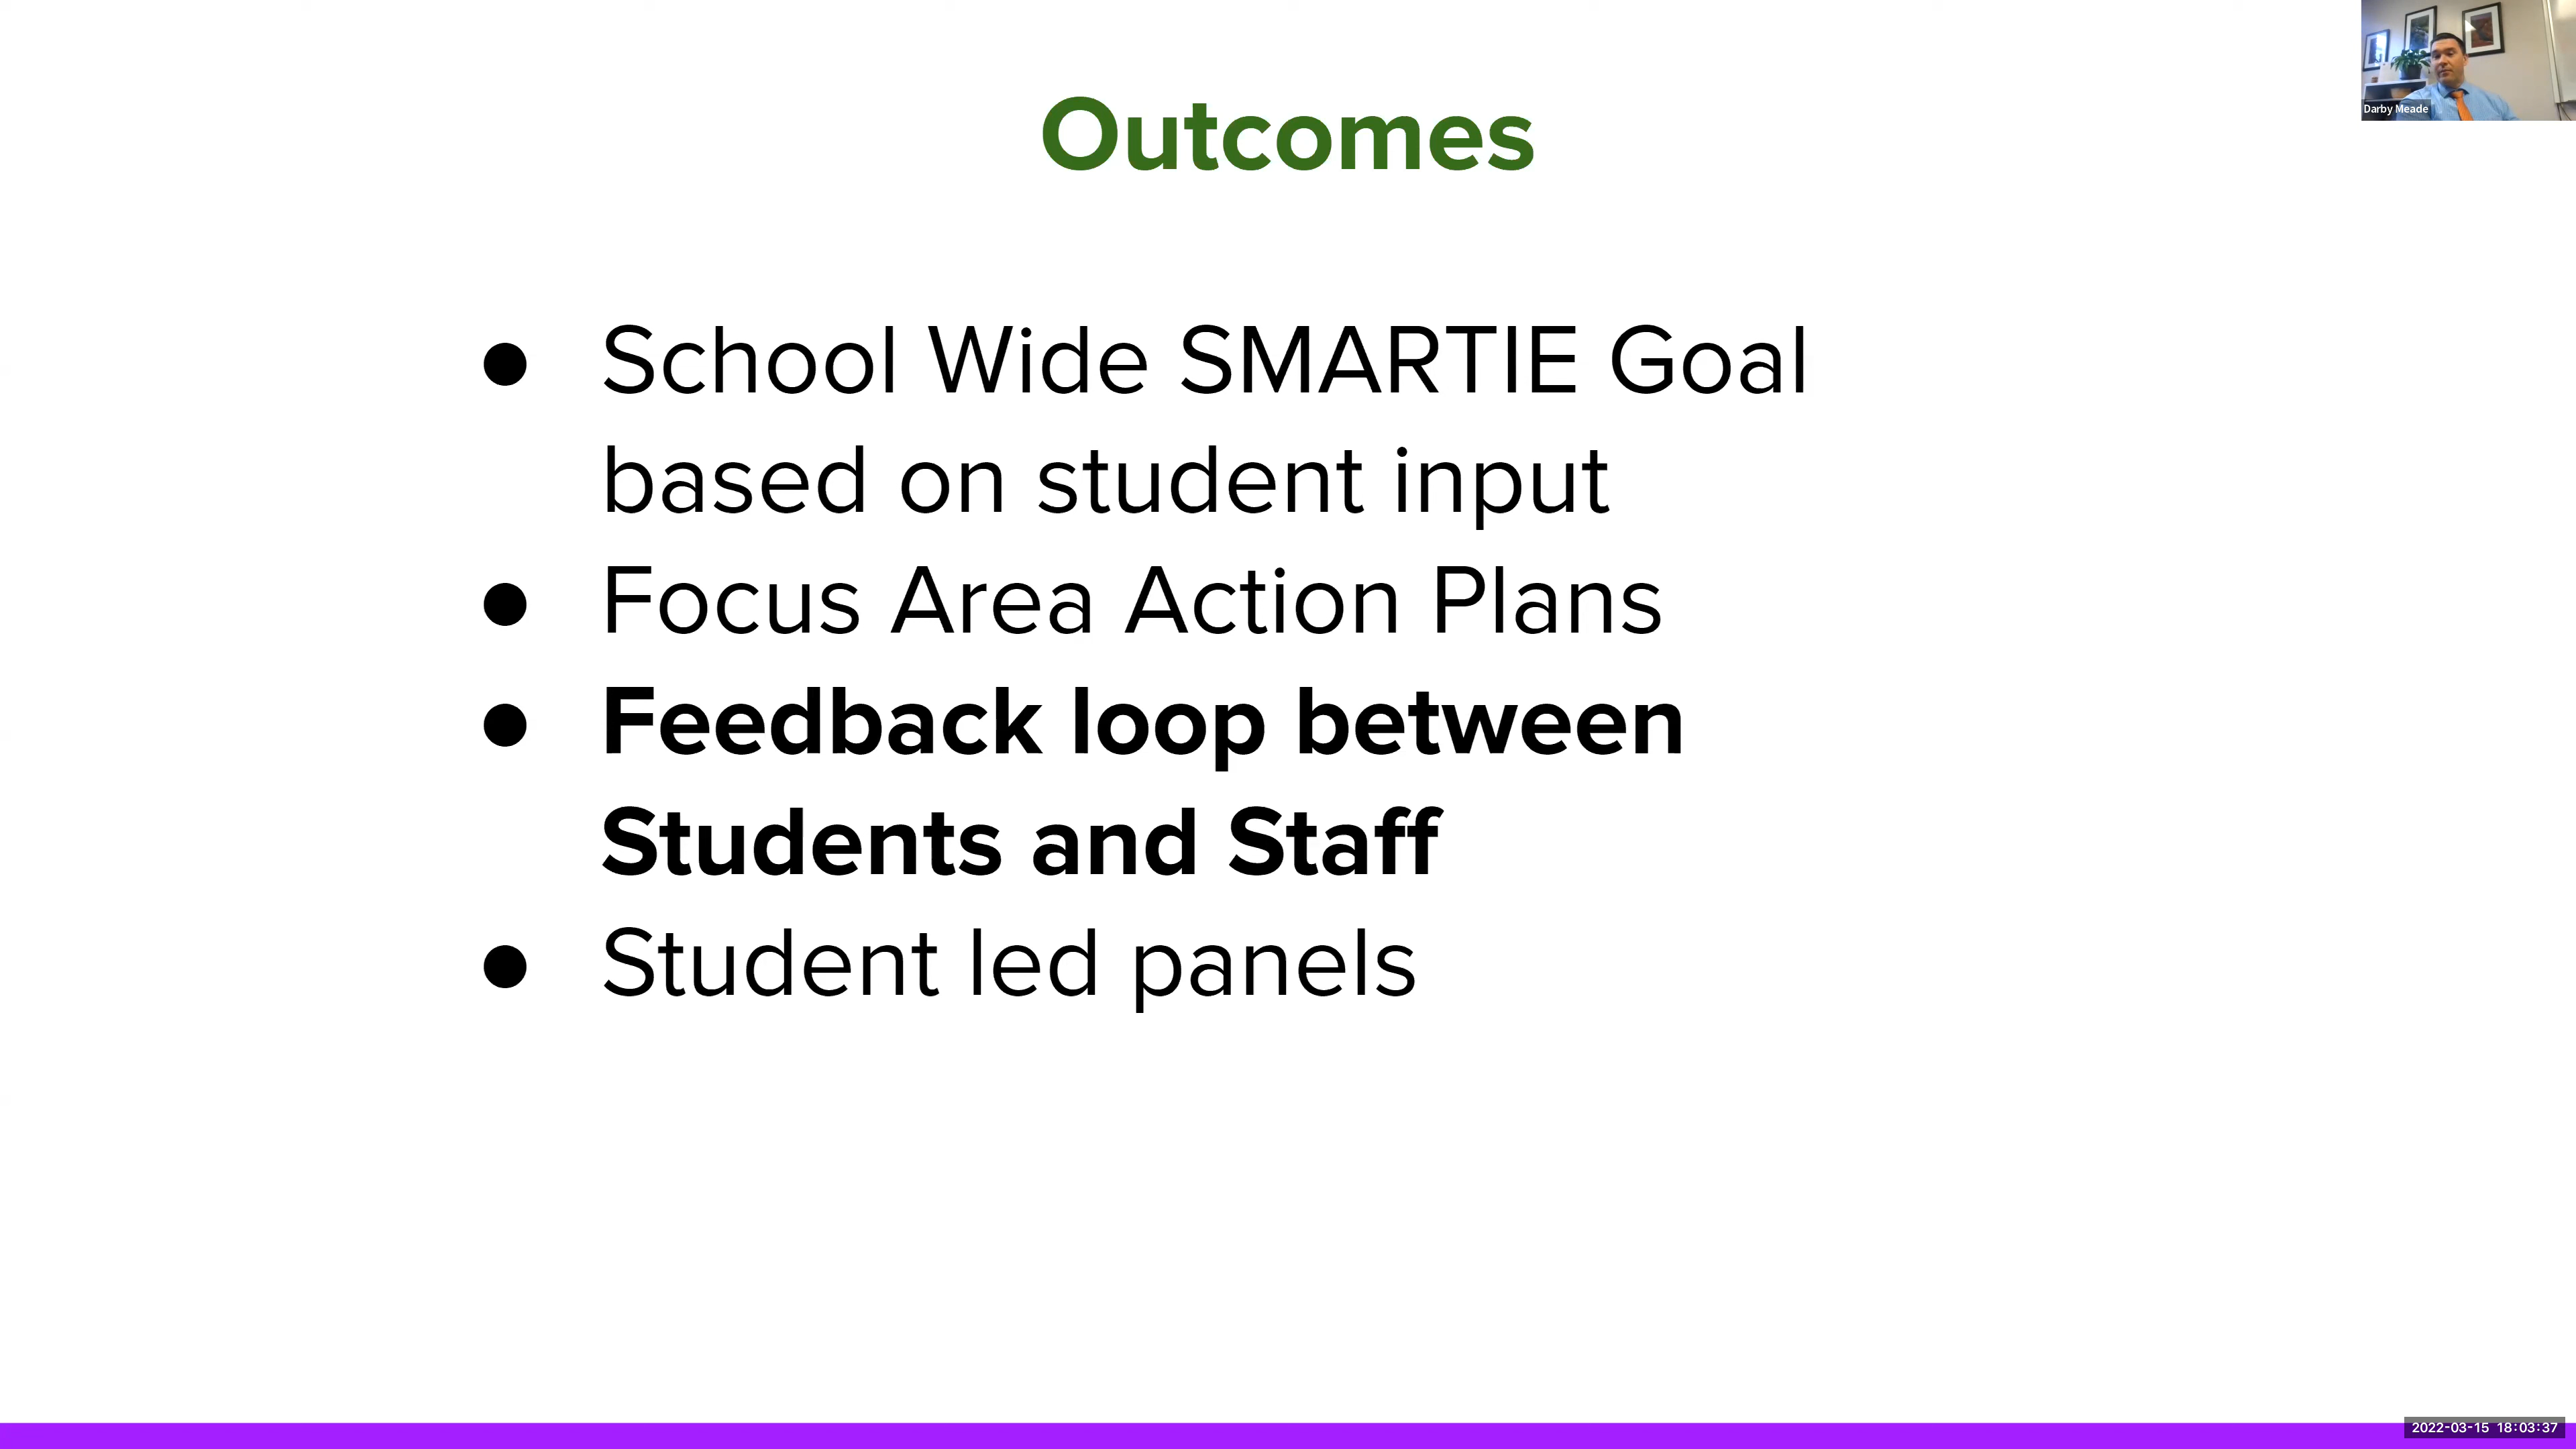 Outcomes
Darby Meade
● School Wide SMARTIE Goal
based on student input
● Focus Area Action Plans
● Feedback loop between
Students and Staff
● Student led panels
2022-03-15 18:03:37